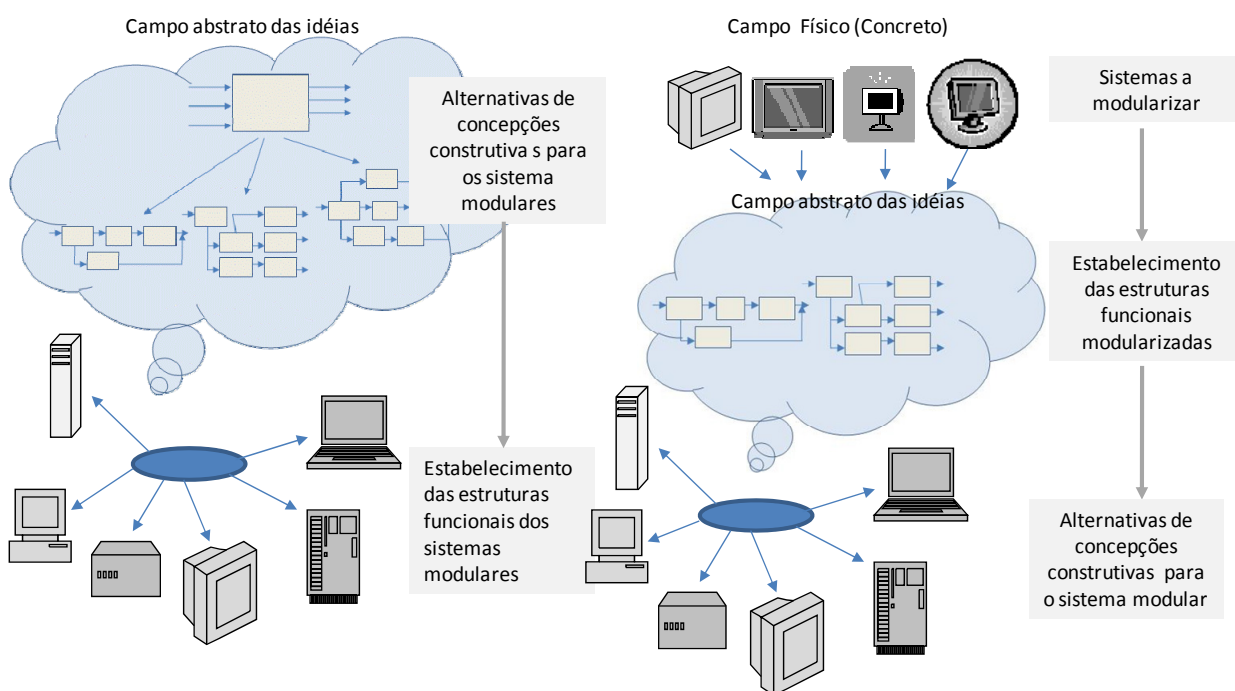 Campo abstrato das idéias
Alternativas de
concepções
construtiva s para
os sistema
modulares
Estabelecimento
das estruturas
funcionais dos
sistemas
modulares
Campo Físico (Concreto)
Campo abstrato das idéias
Sistemas a
modularizar
Estabelecimento
das estruturas
funcionais
modularizadas
Alternativas de
concepções
construtivas para
o sistema modular